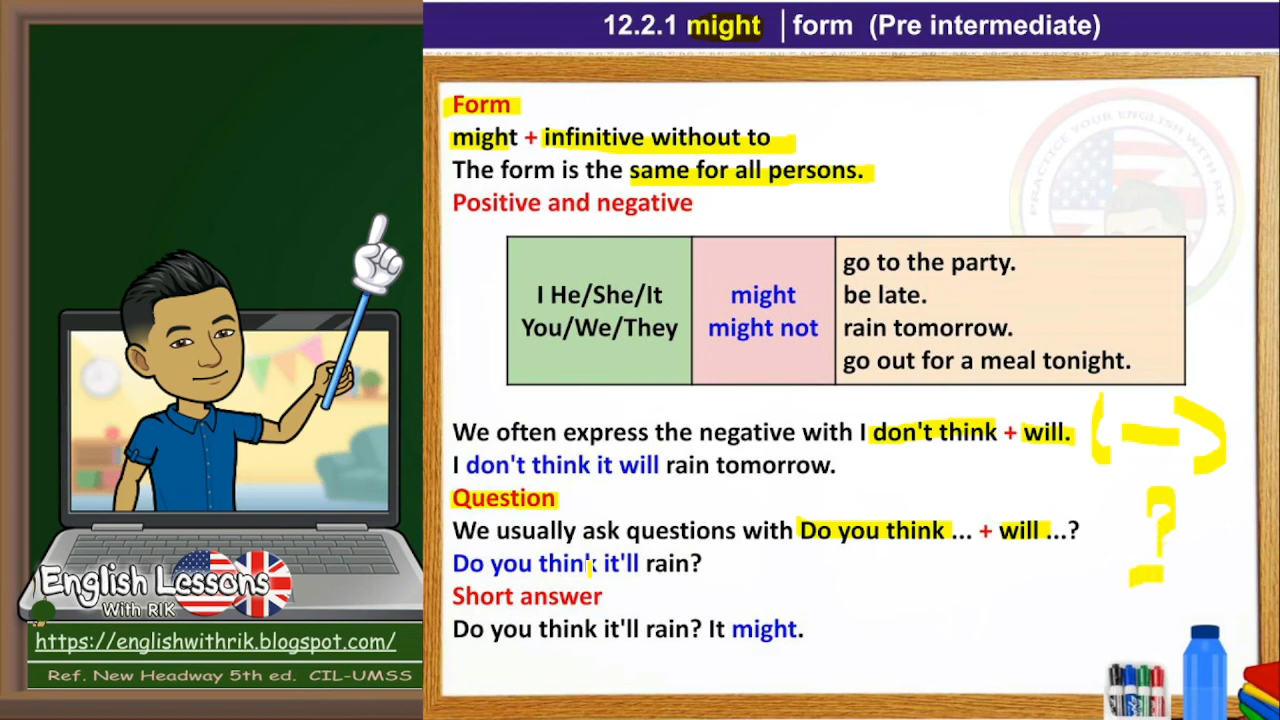 12.2.1 might | form (Pre intermediate)
Form
might + infinitive without to
The form is the same for all persons.
Positive and negative
I He/She/It
You/We/They
might
might not
go to the party.
be late.
rain tomorrow.
go out for a meal tonight.
We often express the negative with I don't think + will.
(-)
I don't think it will rain tomorrow.
Question
We usually ask questions with Do you think ... + will ...?
?
Do you think it'll rain?
Short answer
Do you think it'll rain? It might.
English Lessons
With RIK
https://englishwithrik.blogspot.com/
Ref. New Headway 5th ed. CIL-UMSS
PRACTICE YOUR ENGLISH WITH RIK